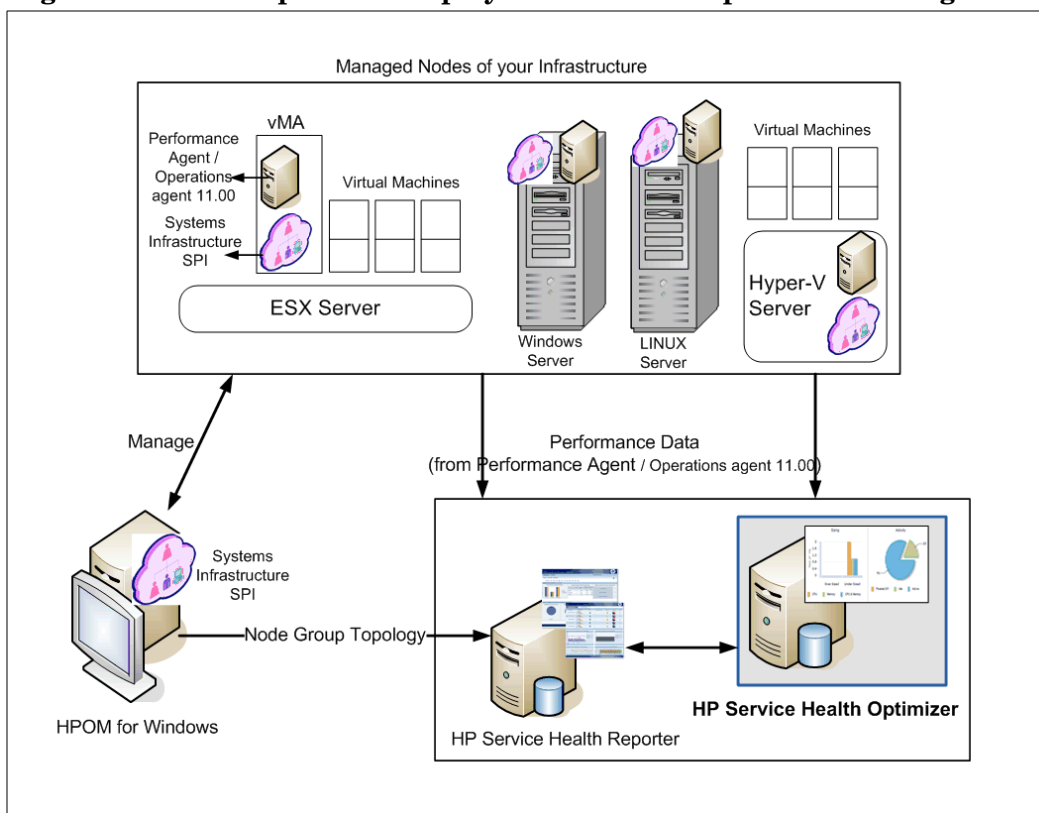 Managed Nodes of your Infrastructure
vMA
Performance
Agent /
Operations
agent 11.00
Systems
Infrastructure
SPI
Virtual Machines
ESX Server
Windows
Server
LINUX
Server
Virtual Machines
Hyper-V
Server
Manage
Performance Data
(from Performance Agent / Operations agent 11.00)
Systems
Infrastructure
SPI
Node Group Topology
HPOM for Windows
HP Service Health Reporter
HP Service Health Optimizer